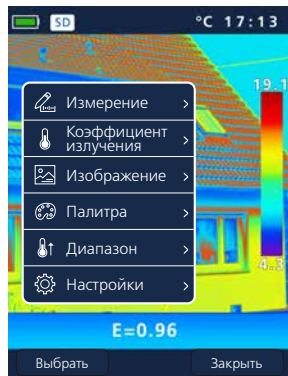 SD °C 17:13
19.1
Измерение
Коэффициент
излучения
Изображение
Палитра
Диапазон
4.3
Настройки
E=0.96
Выбрать Закрыть